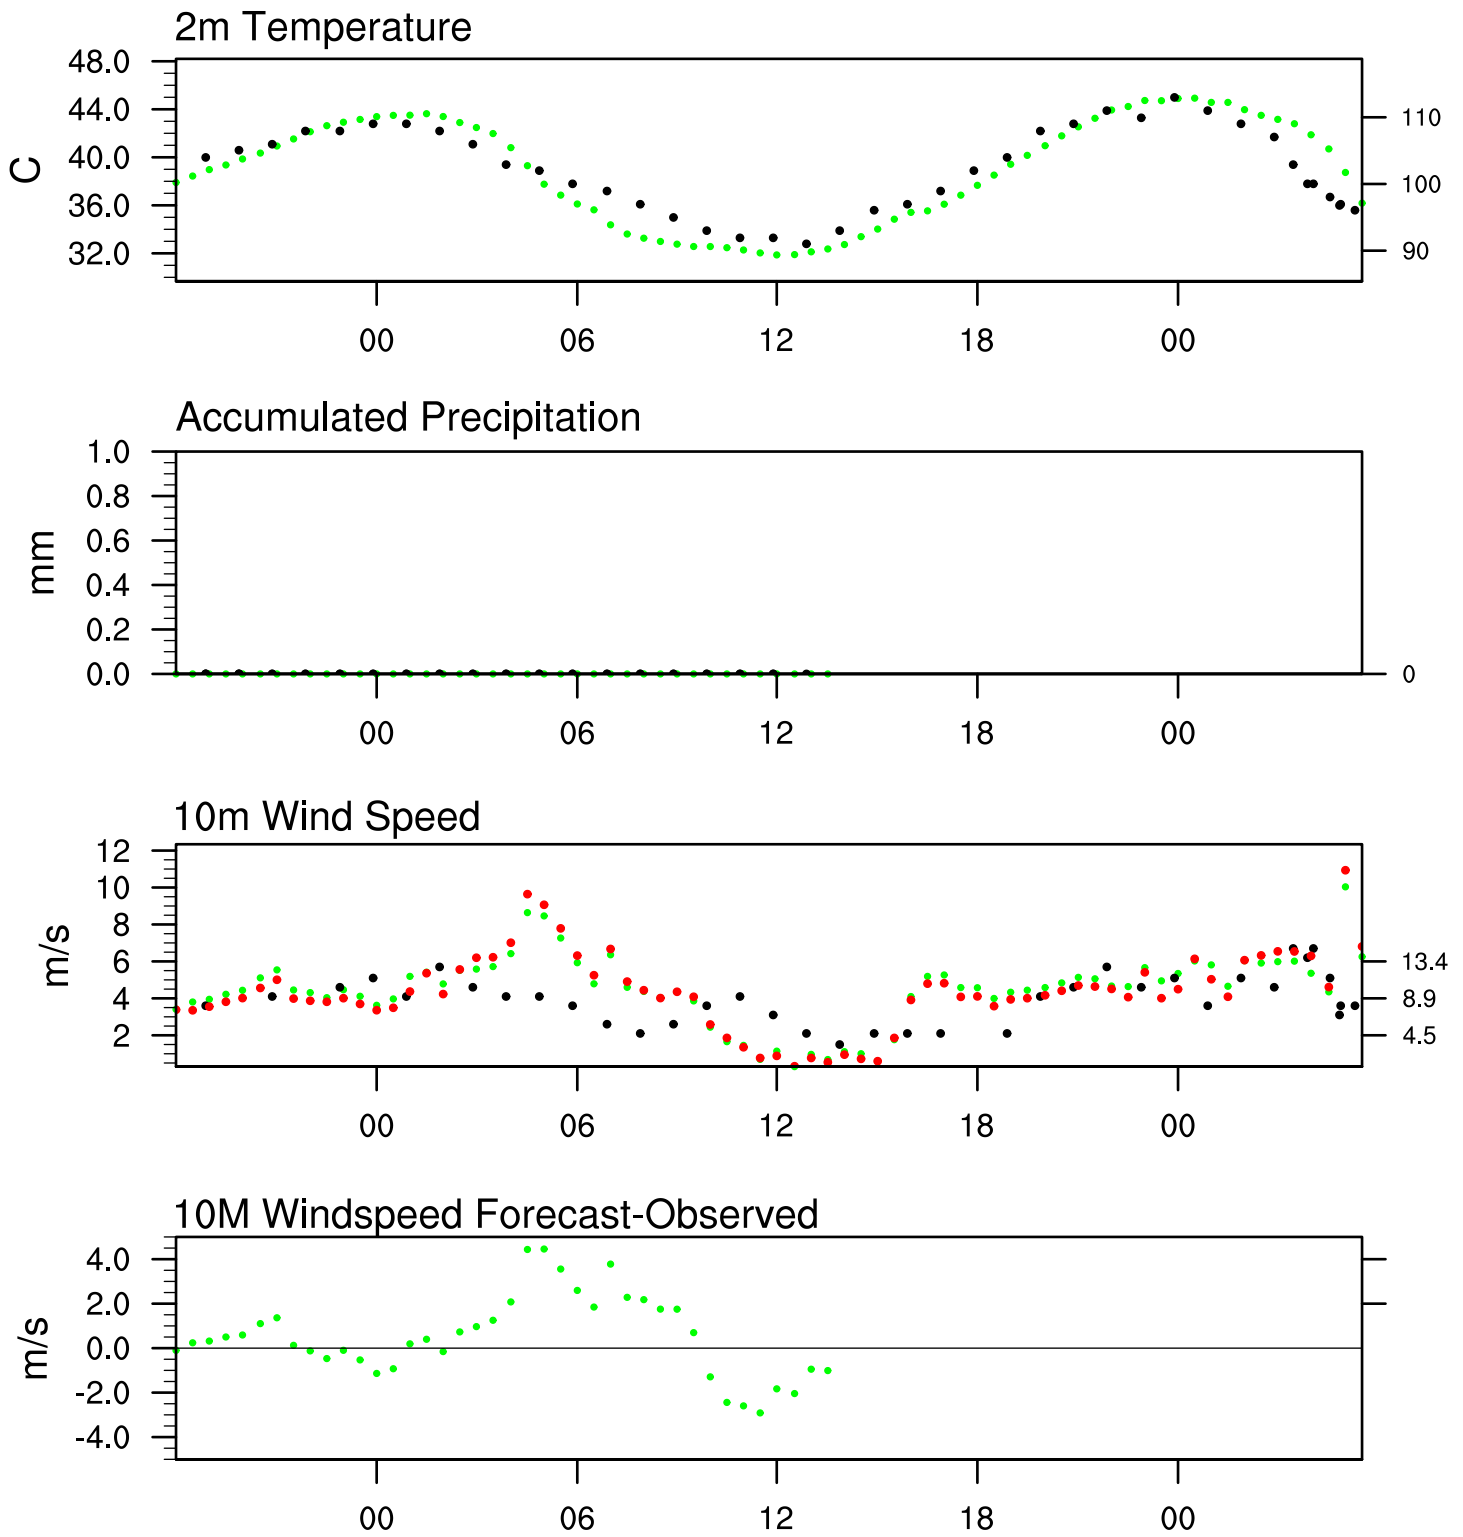 2m Temperature
48.0
44.0
40.0
36.0
32.0
C
110
100
90
00 06 12 18 00
Accumulated Precipitation
1.0
0.8
0.6
0.4
0.2
0.0
mm
0
00 06 12 18 00
10m Wind Speed
12
10
8
6
4
2
m/s
13.4
8.9
4.5
00 06 12 18 00
10M Windspeed Forecast-Observed
4.0
2.0
0.0
-2.0
-4.0
m/s
00 06 12 18 00